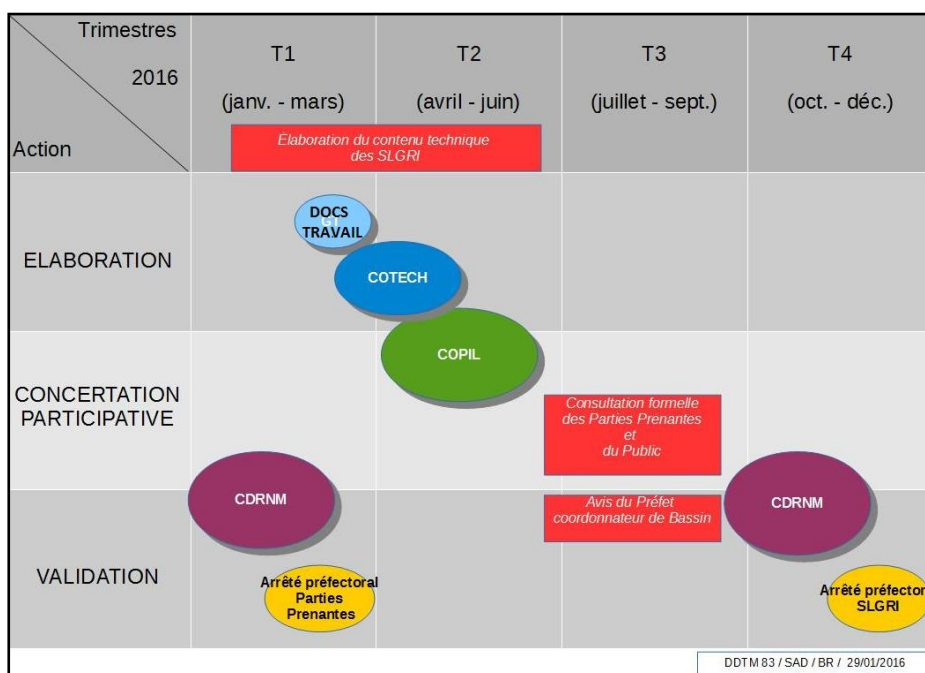 Trimestres
2016
Action
T1
(janv. - mars)
T2
(avril - juin)
T3
(juillet - sept.)
T4
(oct. - déc.)
Élaboration du contenu technique
des SLGRI
ELABORATION
DOCS
TRAVAIL
COTECH
CONCERTATION
PARTICIPATIVE
COPIL
Consultation formelle
des Parties Prenantes
et
du Public
VALIDATION
CDRNM
Avis du Préfet
coordonnateur de Bassin
CDRNM
Arrêté préfectoral
Parties
Prenantes
Arrêté préfector
SLGRI
DDTM 83 / SAD / BR / 29/01/2016